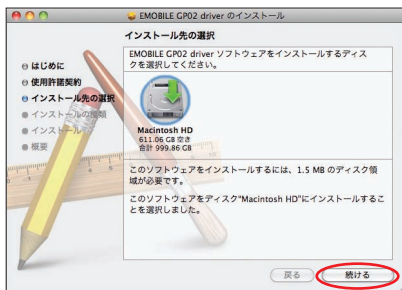 EMOBILE GP02 driver のインストール
インストール先の選択
EMOBILE GP02 driver ソフトウェアをインストールするディス
クを選択してください。
はじめに
使用許諾契約
インストール先の選択
インストールの種類
インストール
概要
Macintosh HD
611.06 GB 空き
合計 999.86 GB
このソフトウェアをインストールするには、1.5 MB のディスク領
域が必要です。
このソフトウェアをディスク"Macintosh HD"にインストールするこ
とを選択しました。
戻る
続ける